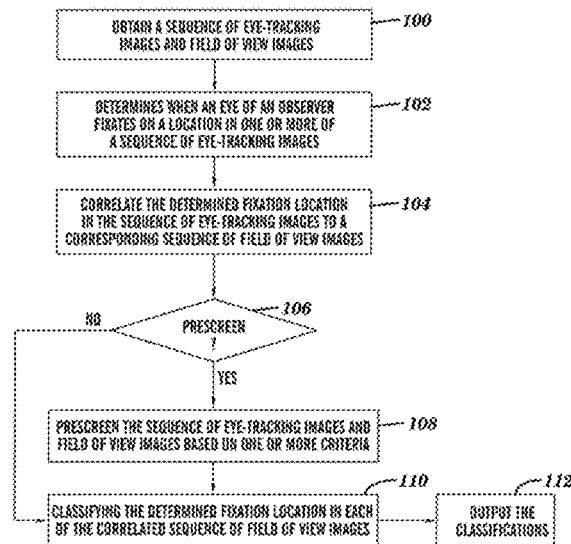 OBTAIN A SEQUENCE OF EYE-TRACKING
IMAGES AND FIELD OF VIEW IMAGES
100
DETERMINES WHEN AN EYE OF AN OBSERVER
FIXATES ON A LOCATION IN ONE OR MORE OF
A SEQUENCE OF EYE-TRACKING IMAGES
102
CORRELATE THE DETERMINED FIXATION LOCATION
IN THE SEQUENCE OF EYE-TRACKING IMAGES TO A
CORRESPONDING SEQUENCE OF FIELD OF VIEW IMAGES
104
106
NO
PRESCREEN
?
YES
PRESCREEN THE SEQUENCE OF EYE-TRACKING IMAGES AND
FIELD OF VIEW IMAGES BASED ON ONE OR MORE CRITERIA
108
110
CLASSIFYING THE DETERMINED FIXATION LOCATION IN EACH
OF THE CORRELATED SEQUENCE OF FIELD OF VIEW IMAGES
112
OUTPUT THE
CLASSIFICATIONS